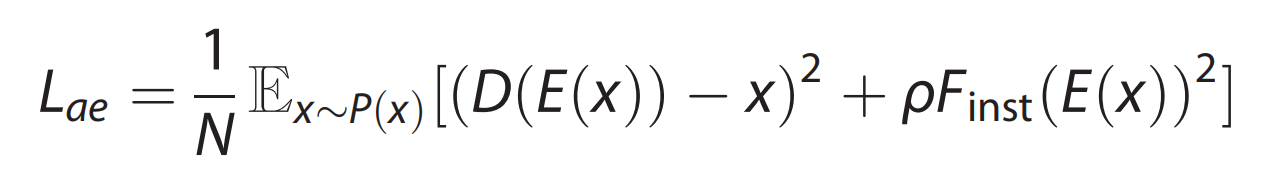 L_{ae} = \frac{1}{N} \mathbb{E}_{x \sim P(x)} [(D(E(x)) - x)^2 + \rho F_{\text{inst}}(E(x))^2]